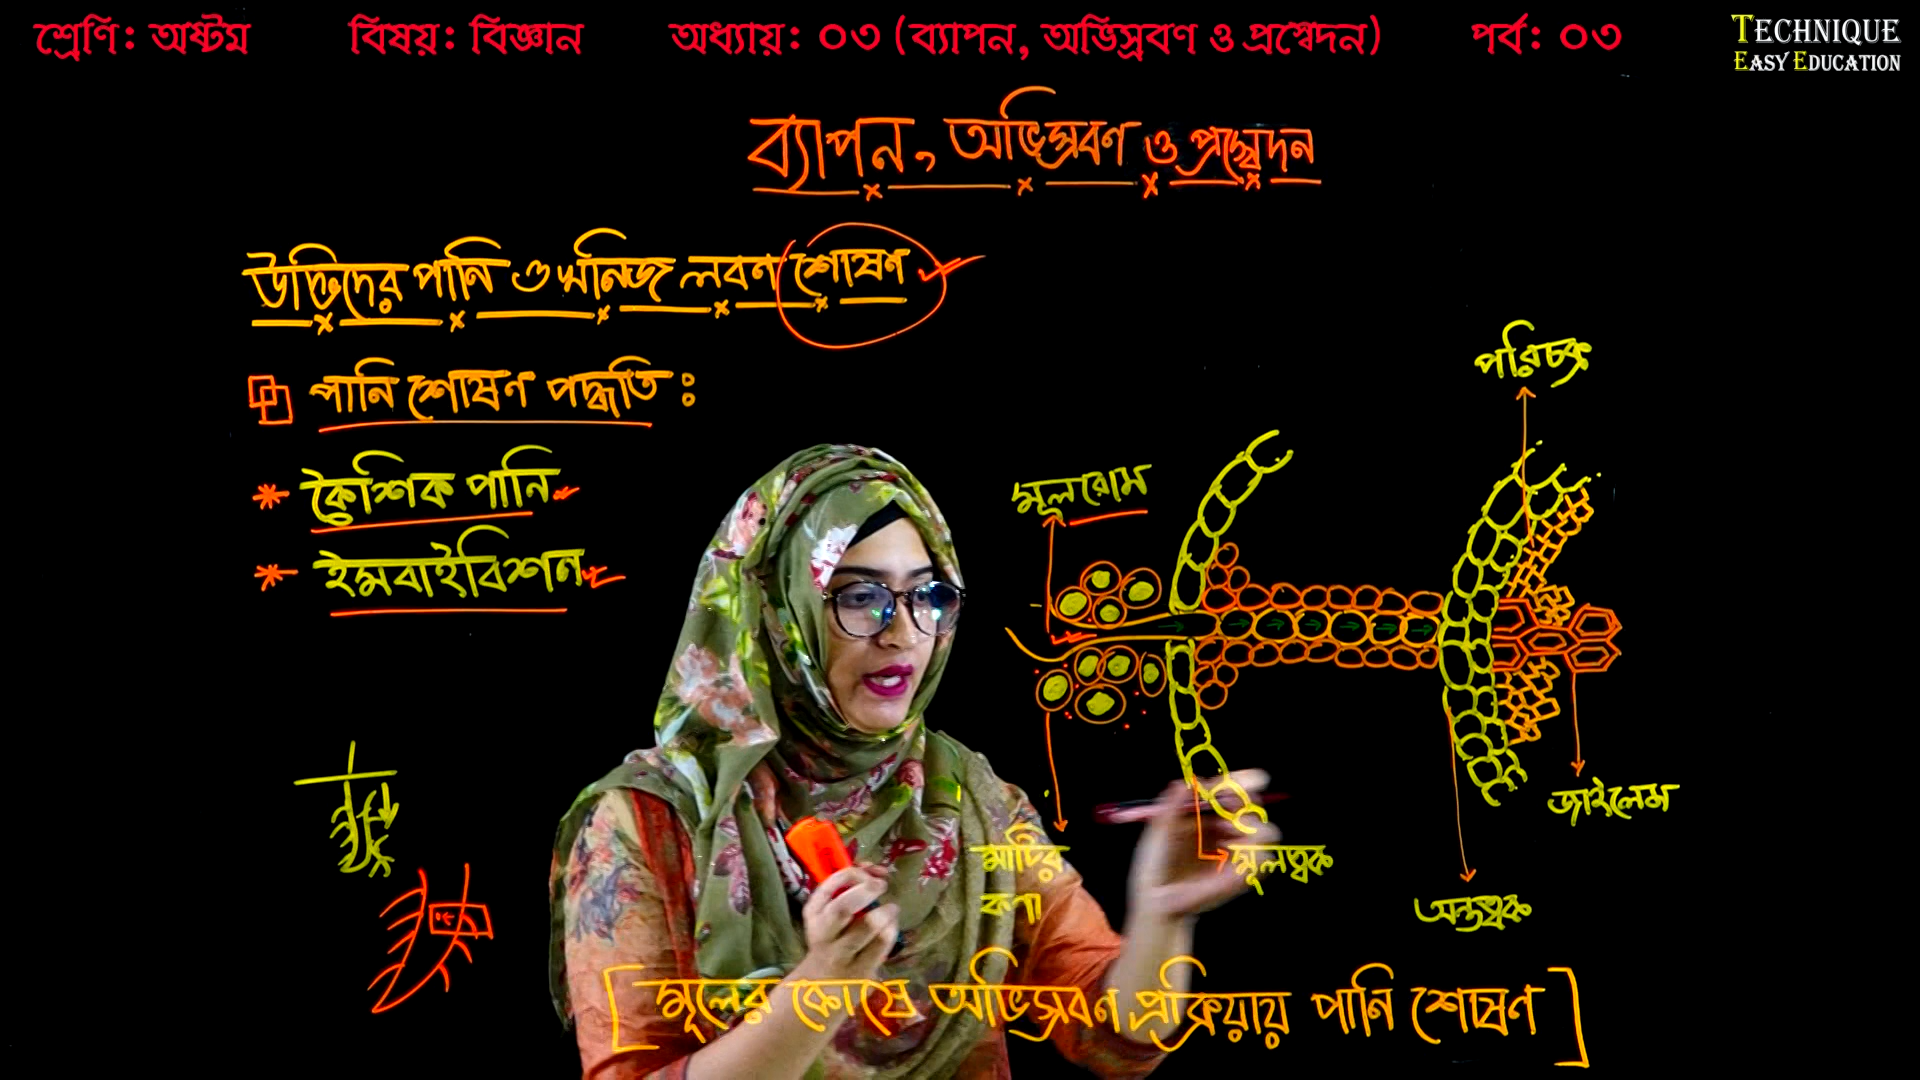 শ্রেণি: অষ্টম বিষয়: বিজ্ঞান অধ্যায়: ০৩ (ব্যাপন, অভিস্রবণ ও প্রস্বেদন) পর্ব: ০৩
TECHNIQUE
EASY EDUCATION
ব্যাপন, অভিস্রবণ ও প্রস্বেদন
উদ্ভিদের পানি ও খনিজ লবন শোষণ
পানি শোষণ পদ্ধতি :
* কৈশিক পানি
* ইমবাইবিশন
পরিচক্র
মূলরোম
জাইলেম
মাটির
কণা
মূলত্বক
অন্তত্বক
[মূলের কোষে অভিস্রবণ প্রক্রিয়ায় পানি শোষণ]